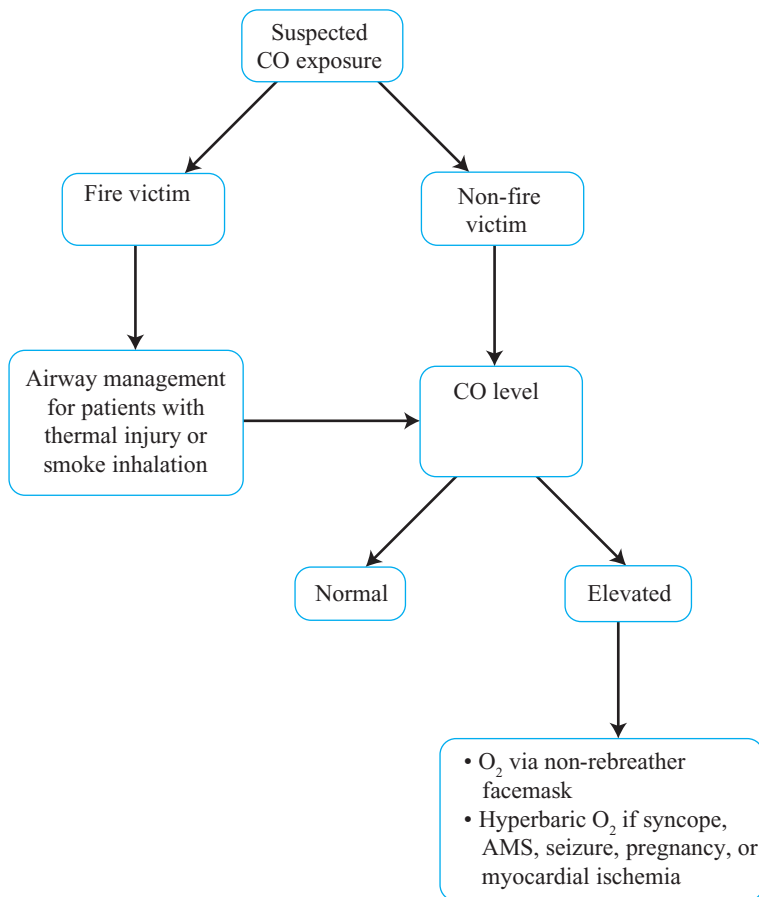 Suspected
CO exposure
Fire victim
Non-fire
victim
Airway management
for patients with
thermal injury or
smoke inhalation
CO level
Normal
Elevated
• O₂ via non-rebreather
facemask
• Hyperbaric O₂ if syncope,
AMS, seizure, pregnancy, or
myocardial ischemia